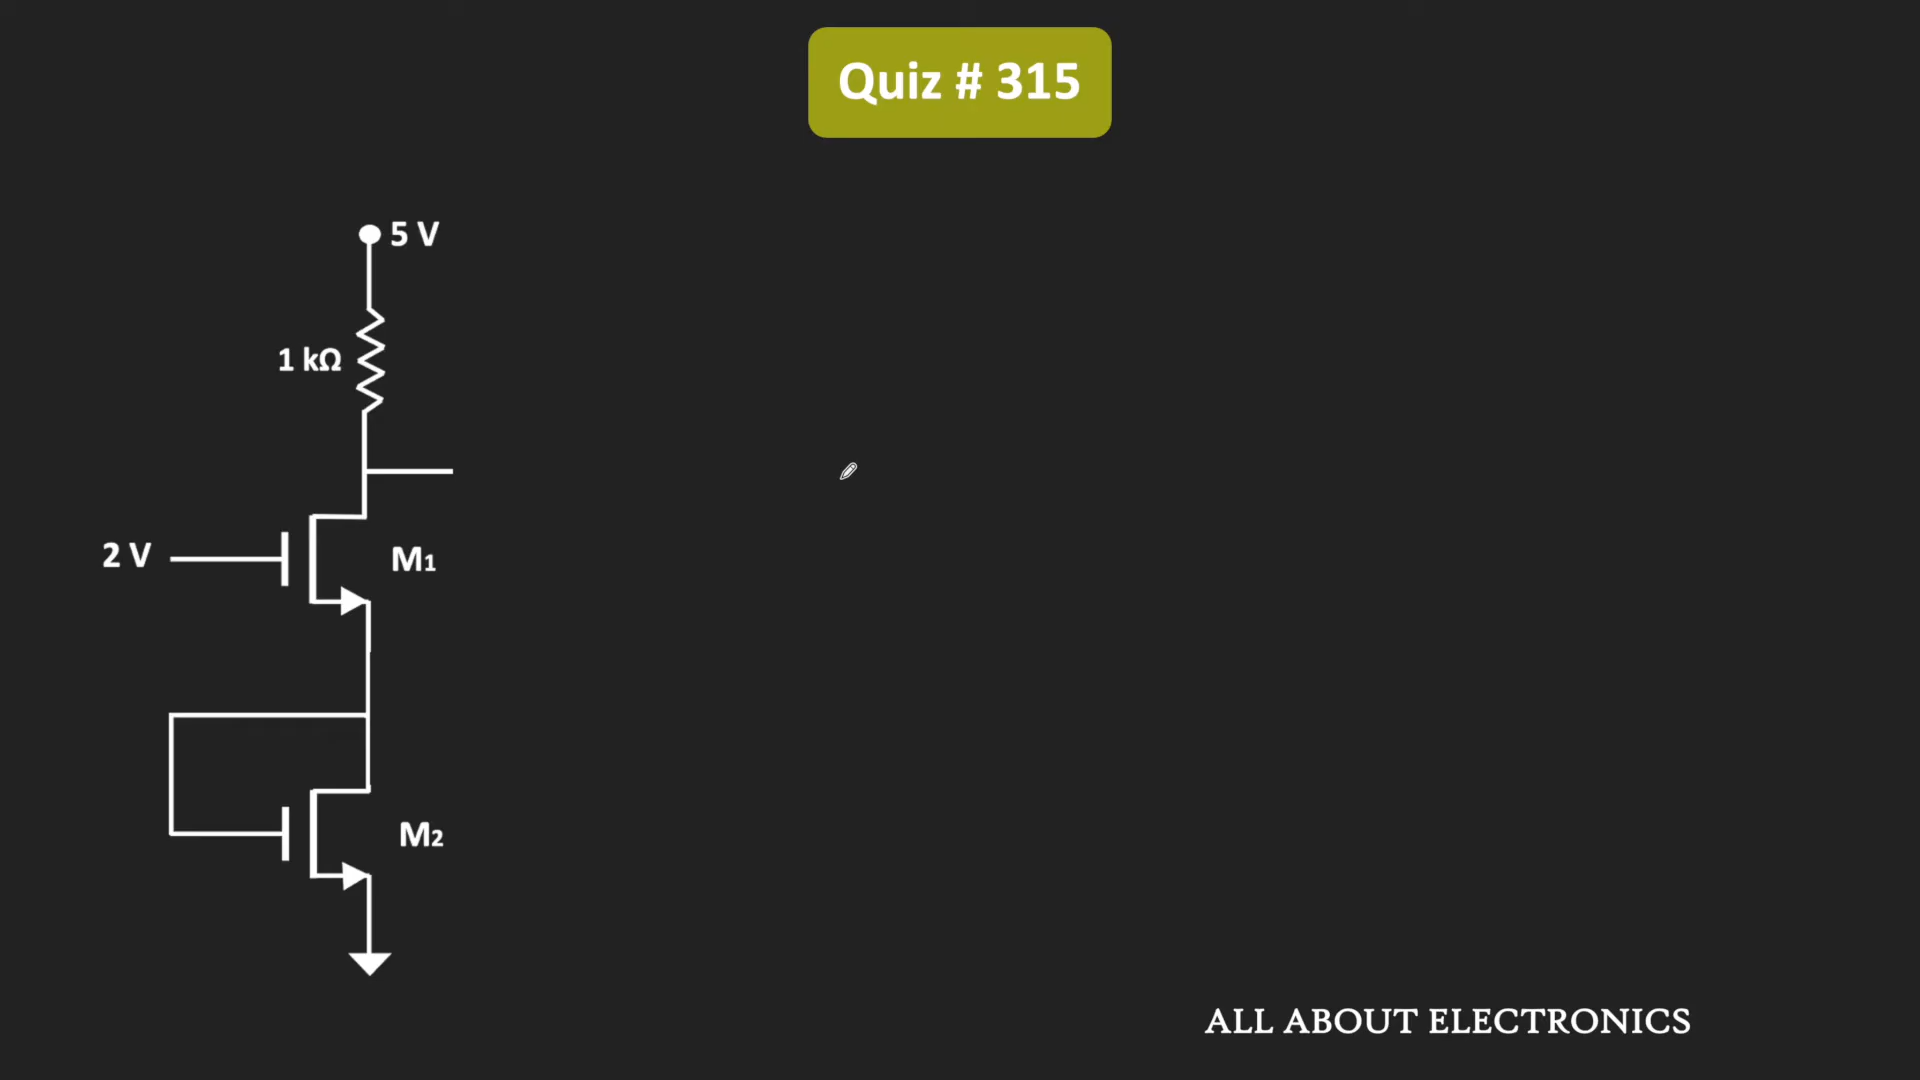 Quiz # 315
5 V
1 kΩ
2 V
M1
M2
ALL ABOUT ELECTRONICS